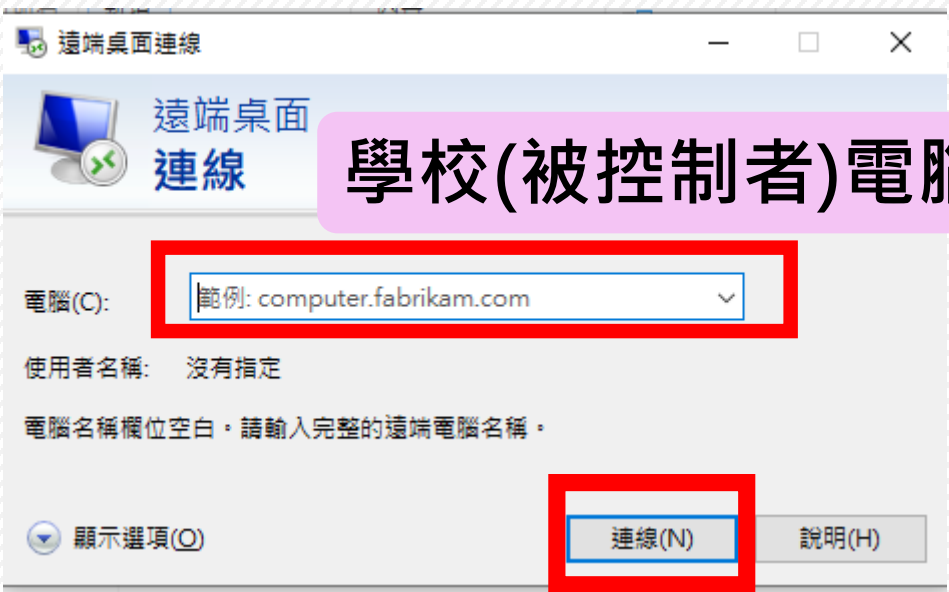 遠端桌面連線
遠端桌面
連線
學校(被控制者)電腦
電腦(C):
範例: computer.fabrikam.com
使用者名稱: 沒有指定
電腦名稱欄位空白。請輸入完整的遠端電腦名稱。
顯示選項(O)
連線(N)
說明(H)